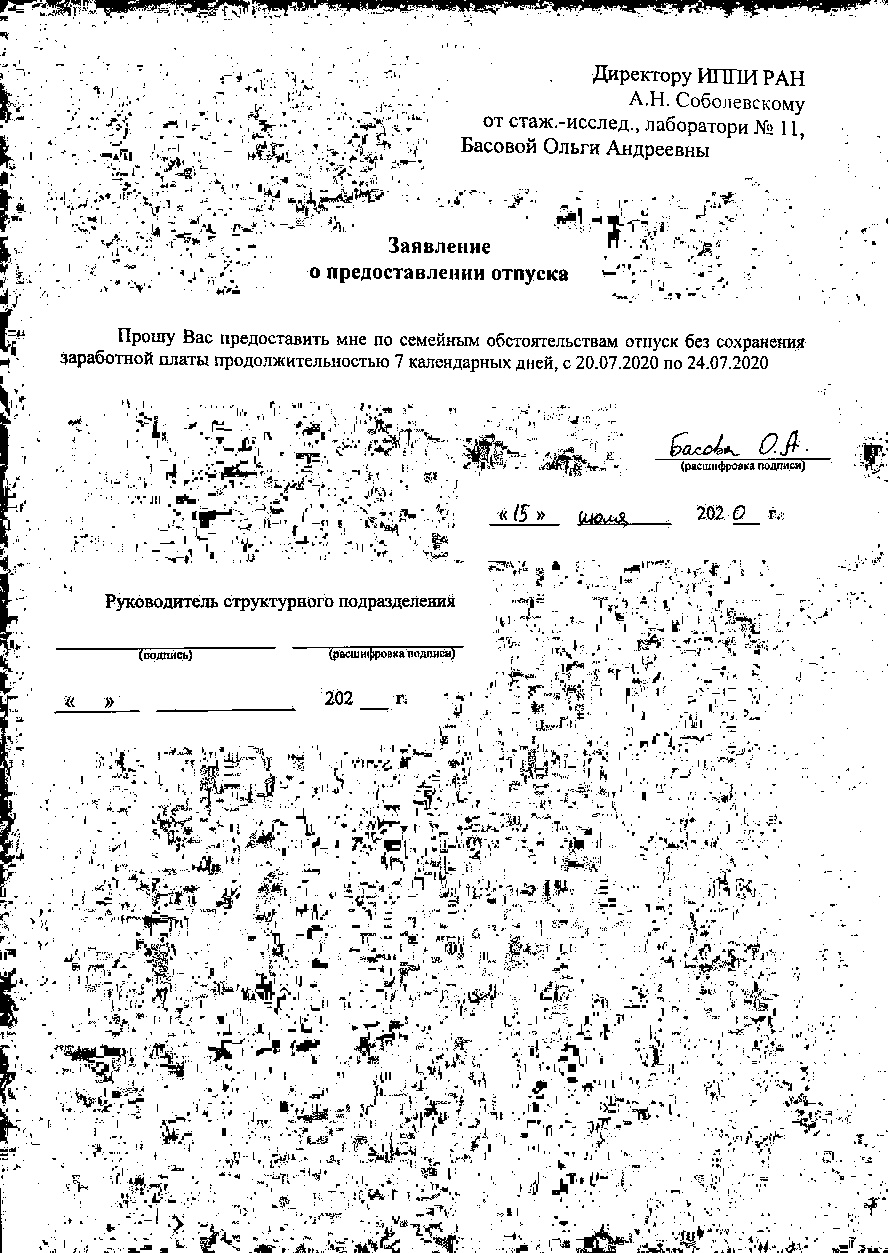 Директору ИППИ РАН
А.Н. Соболевскому
от стаж.-исслед., лаборатори № 11,
Басовой Ольги Андреевны
Заявление
о предоставлении отпуска
Прошу Вас предоставить мне по семейным обстоятельствам отпуск без сохранения
заработной платы продолжительностью 7 календарных дней, с 20.07.2020 по 24.07.2020
Басова О.А.
(расшифровка подписи)
« 15 » июля 2020 г.
Руководитель структурного подразделения
(подпись) (расшифровка подписи)
« » 202 г.